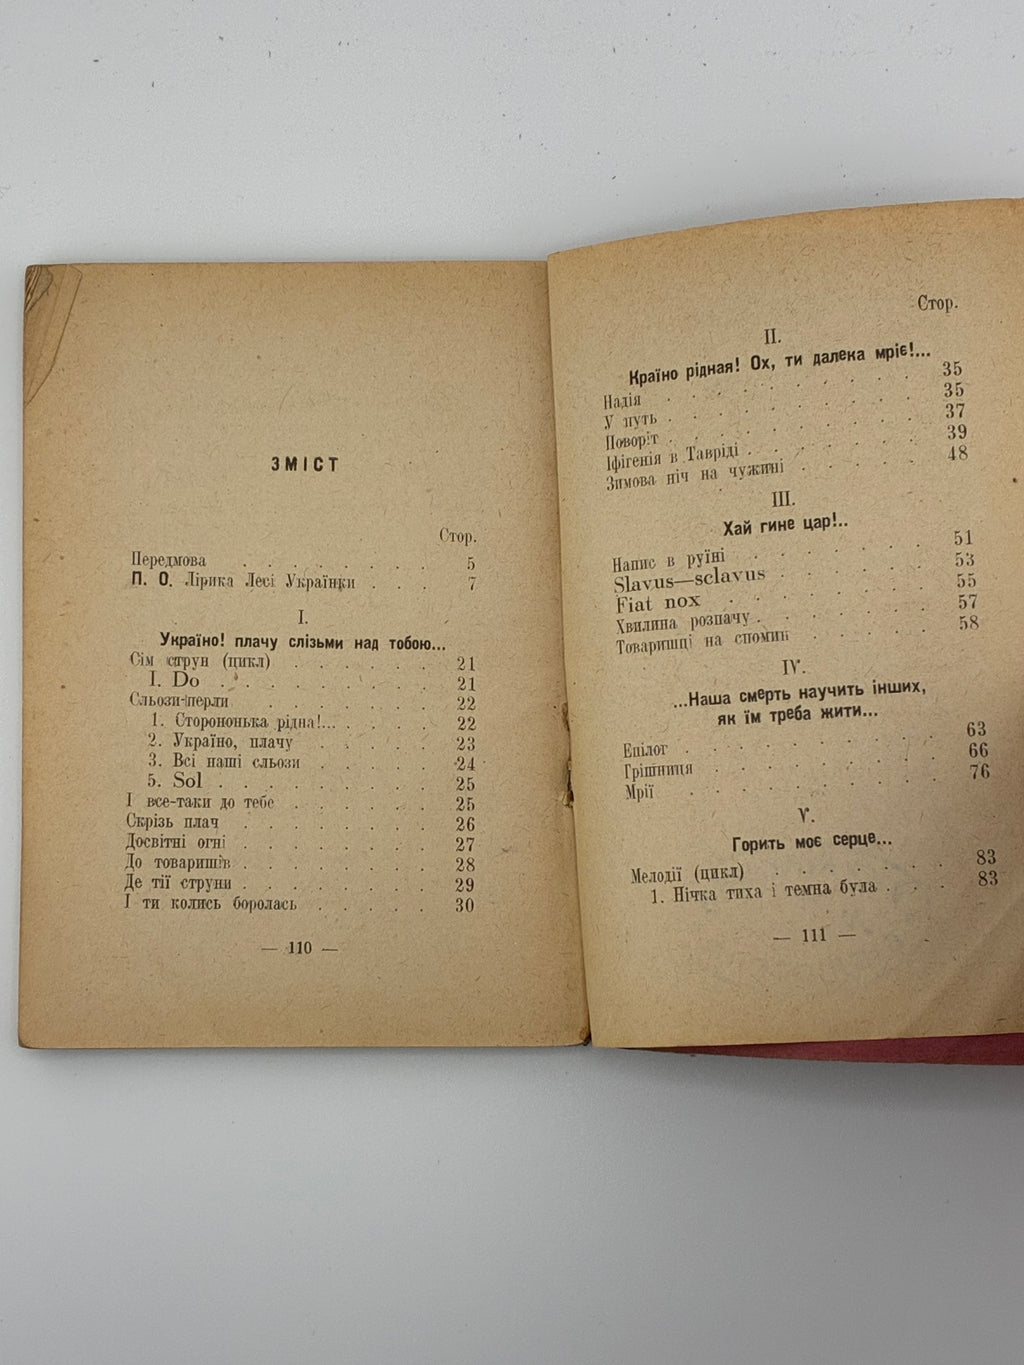 ЗМІСТ
Стор.
Передмова . . . . . . . 5
П. О. Лірика Лесі Українки . . . 7
I.
Україно! плачу слізьми над тобою...
Сім струн (цикл) . . . . . . 21
I. Do . . . . . . . . . 21
Сльози-перли . . . . . . 22
1. Сторононька рідна!... . . . . 22
2. Україно, плачу . . . . . 23
3. Всі наші сльози . . . . . 24
5. Sol . . . . . . . . . 25
І все-таки до тебе . . . . . . 25
Скрізь плач . . . . . . . . 26
Досвітні огні . . . . . . . . 27
До товаришів . . . . . . . . 28
Де тії струни . . . . . . . . 29
І ти колись боролась . . . . . 30
— 110 —
Стор.
II.
Країно рідная! Ох, ти далека мріє!...
Надія . . . . . . . . 35
У путь . . . . . . . . 35
Поворіт . . . . . . . . 37
Іфігенія в Тавриді . . . . . . 39
Зимова ніч на чужині . . . . . 48
III.
Хай гине цар!..
Напис в руїні . . . . . . 51
Slavus—sclavus . . . . . . 53
Fiat nox . . . . . . . 55
Хвилина розпачу . . . . . . 57
Товаришці на спомин . . . . . 58
IV.
...Наша смерть научить інших,
як їм треба жити...
Епілог . . . . . . . . 63
Грішниця . . . . . . . 66
Мрії . . . . . . . . 76
V.
Горить моє серце...
Мелодії (цикл) . . . . . . 83
1. Нічка тиха і темна була . . . 83
— 111 —